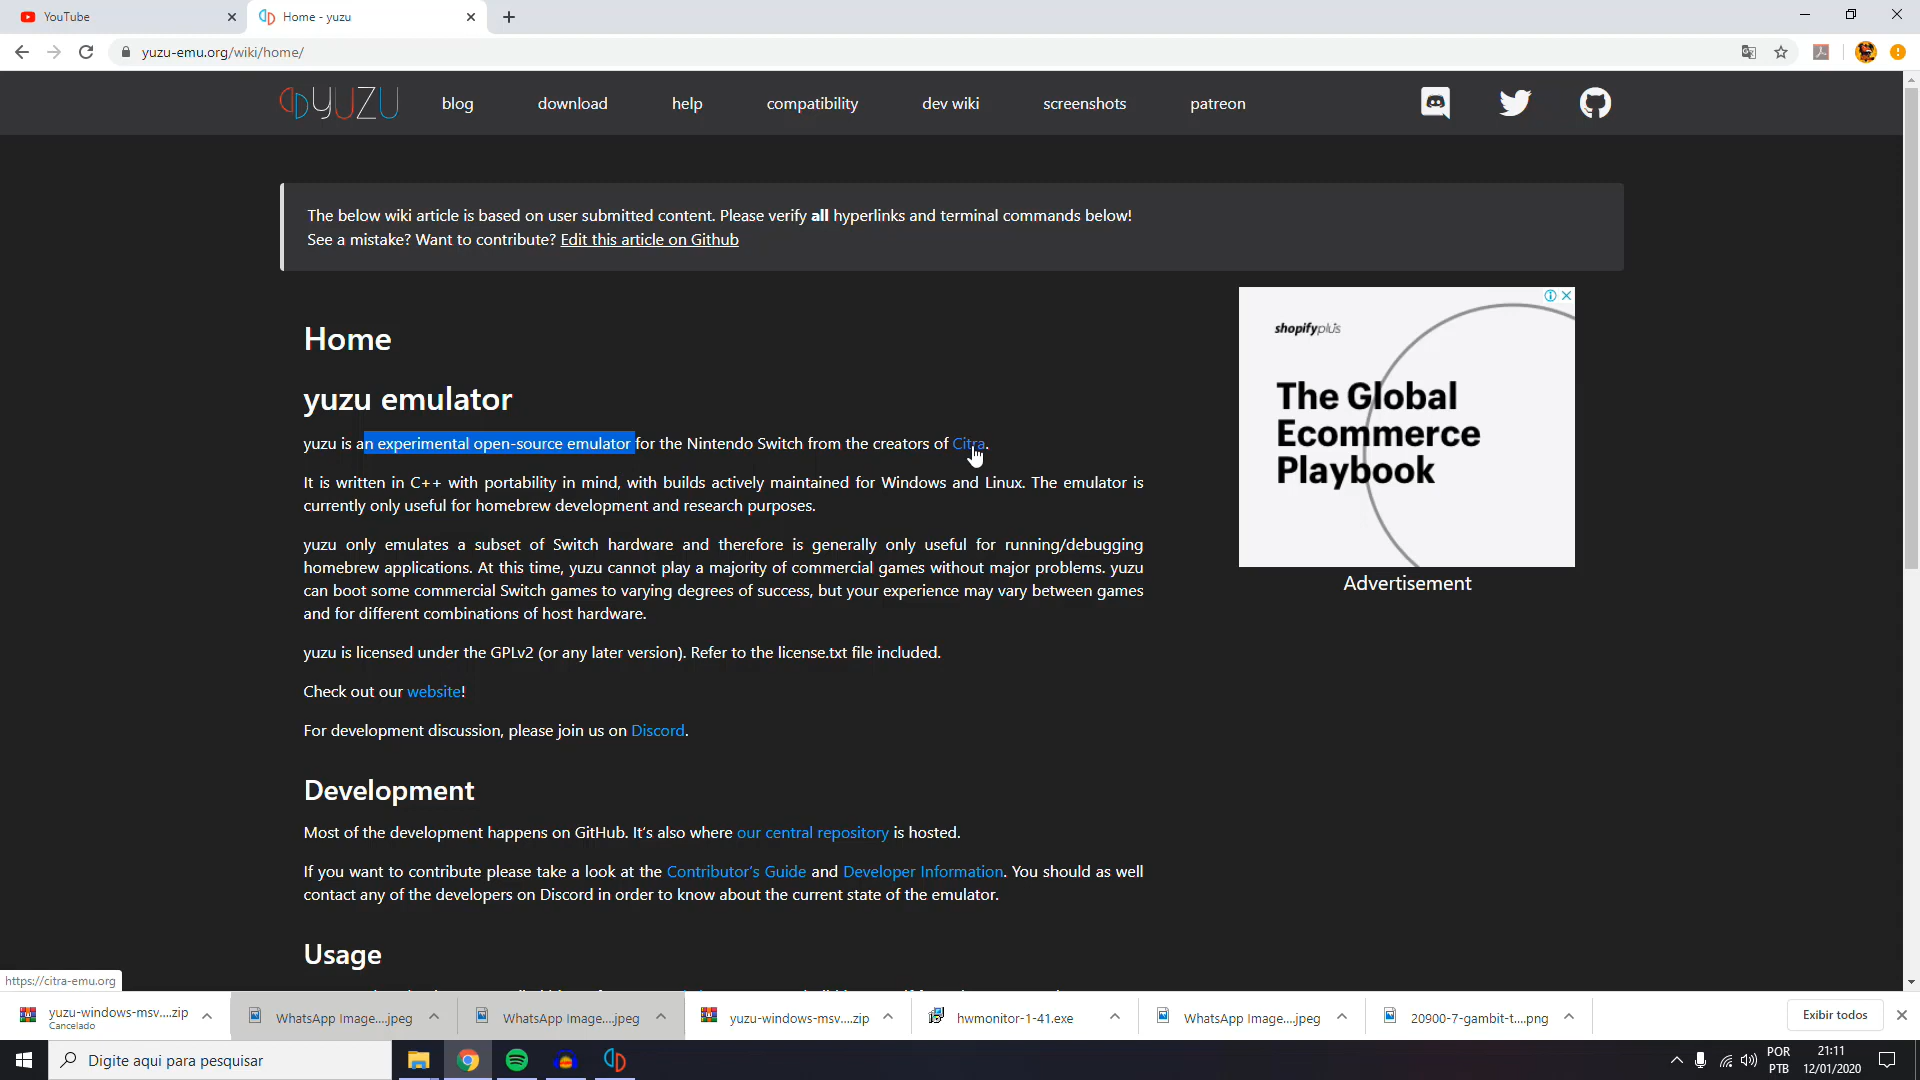 YouTube
Home - yuzu
yuzu-emu.org/wiki/home/
YUZU
blog
download
help
compatibility
dev wiki
screenshots
patreon
The below wiki article is based on user submitted content. Please verify all hyperlinks and terminal commands below!
See a mistake? Want to contribute? Edit this article on Github
shopifyplus
The Global
Ecommerce
Playbook
Advertisement
Home
yuzu emulator
yuzu is an experimental open-source emulator for the Nintendo Switch from the creators of Citra.
It is written in C++ with portability in mind, with builds actively maintained for Windows and Linux. The emulator is
currently only useful for homebrew development and research purposes.
yuzu only emulates a subset of Switch hardware and therefore is generally only useful for running/debugging
homebrew applications. At this time, yuzu cannot play a majority of commercial games without major problems. yuzu
can boot some commercial Switch games to varying degrees of success, but your experience may vary between games
and for different combinations of host hardware.
yuzu is licensed under the GPLv2 (or any later version). Refer to the license.txt file included.
Check out our website!
For development discussion, please join us on Discord.
Development
Most of the development happens on GitHub. It's also where our central repository is hosted.
If you want to contribute please take a look at the Contributor's Guide and Developer Information. You should as well
contact any of the developers on Discord in order to know about the current state of the emulator.
Usage
https://citra-emu.org
yuzu-windows-msv....zip
Cancelado
WhatsApp Image....jpeg
WhatsApp Image....jpeg
yuzu-windows-msv....zip
hwmonitor-1-41.exe
WhatsApp Image....jpeg
20900-7-gambit-t....png
Exibir todos
Digite aqui para pesquisar
POR
PTB
21:11
12/01/2020